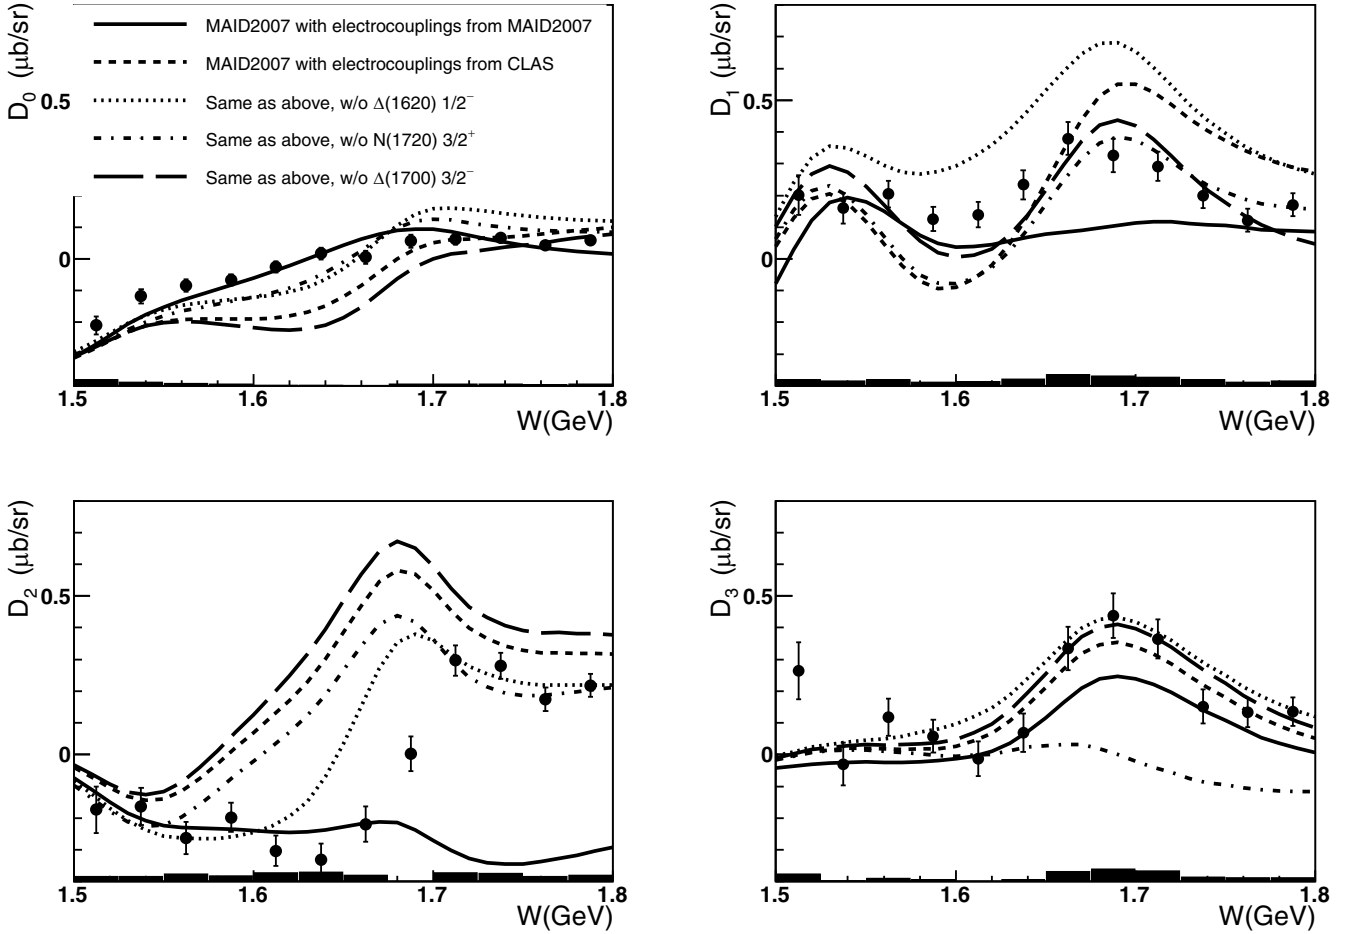 D₀ (μb/sr)
MAID2007 with electrocouplings from MAID2007
MAID2007 with electrocouplings from CLAS
Same as above, w/o Δ(1620) 1/2⁻
Same as above, w/o N(1720) 3/2⁺
Same as above, w/o Δ(1700) 3/2⁻
0.5
0
1.5 1.6 1.7 1.8
W(GeV)
D₁ (μb/sr)
0.5
0
1.5 1.6 1.7 1.8
W(GeV)
D₂ (μb/sr)
0.5
0
1.5 1.6 1.7 1.8
W(GeV)
D₃ (μb/sr)
0.5
0
1.5 1.6 1.7 1.8
W(GeV)